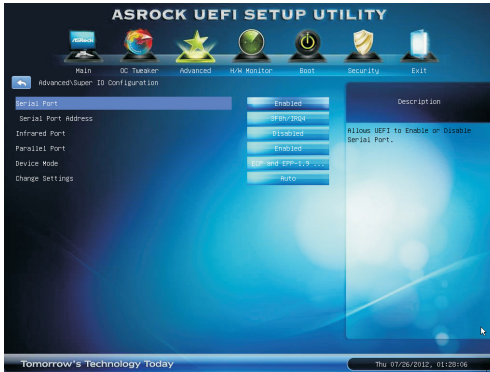 ASROCK UEFI SETUP UTILITY
ASRock
Main OC Tweaker Advanced H/W Monitor Boot Security Exit
Advanced\Super IO Configuration
Description
Serial Port Enabled
Serial Port Address 3F8h/IRQ4
Infrared Port Disabled
Parallel Port Enabled
Device Mode ECP and EPP-1.9 ...
Change Settings Auto
Allows UEFI to Enable or Disable
Serial Port.
Tomorrow's Technology Today
Thu 07/26/2012, 01:28:06